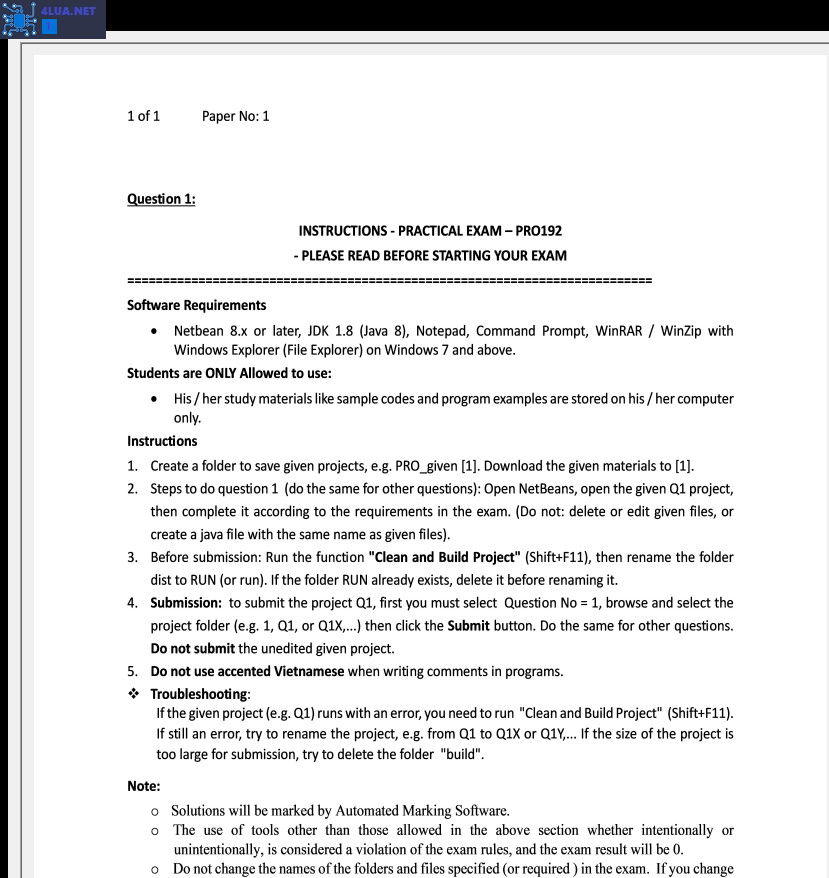 4LUA.NET
1 of 1 Paper No: 1
Question 1:
INSTRUCTIONS - PRACTICAL EXAM – PRO192
- PLEASE READ BEFORE STARTING YOUR EXAM
===========================================================================
Software Requirements
• Netbean 8.x or later, JDK 1.8 (Java 8), Notepad, Command Prompt, WinRAR / WinZip with
Windows Explorer (File Explorer) on Windows 7 and above.
Students are ONLY Allowed to use:
• His / her study materials like sample codes and program examples are stored on his / her computer
only.
Instructions
1. Create a folder to save given projects, e.g. PRO_given [1]. Download the given materials to [1].
2. Steps to do question 1 (do the same for other questions): Open NetBeans, open the given Q1 project,
then complete it according to the requirements in the exam. (Do not: delete or edit given files, or
create a java file with the same name as given files).
3. Before submission: Run the function "Clean and Build Project" (Shift+F11), then rename the folder
dist to RUN (or run). If the folder RUN already exists, delete it before renaming it.
4. Submission: to submit the project Q1, first you must select Question No = 1, browse and select the
project folder (e.g. 1, Q1, or Q1X,...) then click the Submit button. Do the same for other questions.
Do not submit the unedited given project.
5. Do not use accented Vietnamese when writing comments in programs.
❖ Troubleshooting:
If the given project (e.g. Q1) runs with an error, you need to run "Clean and Build Project" (Shift+F11).
If still an error, try to rename the project, e.g. from Q1 to Q1X or Q1Y,... If the size of the project is
too large for submission, try to delete the folder "build".
Note:
o Solutions will be marked by Automated Marking Software.
o The use of tools other than those allowed in the above section whether intentionally or
unintentionally, is considered a violation of the exam rules, and the exam result will be 0.
o Do not change the names of the folders and files specified (or required ) in the exam. If you change